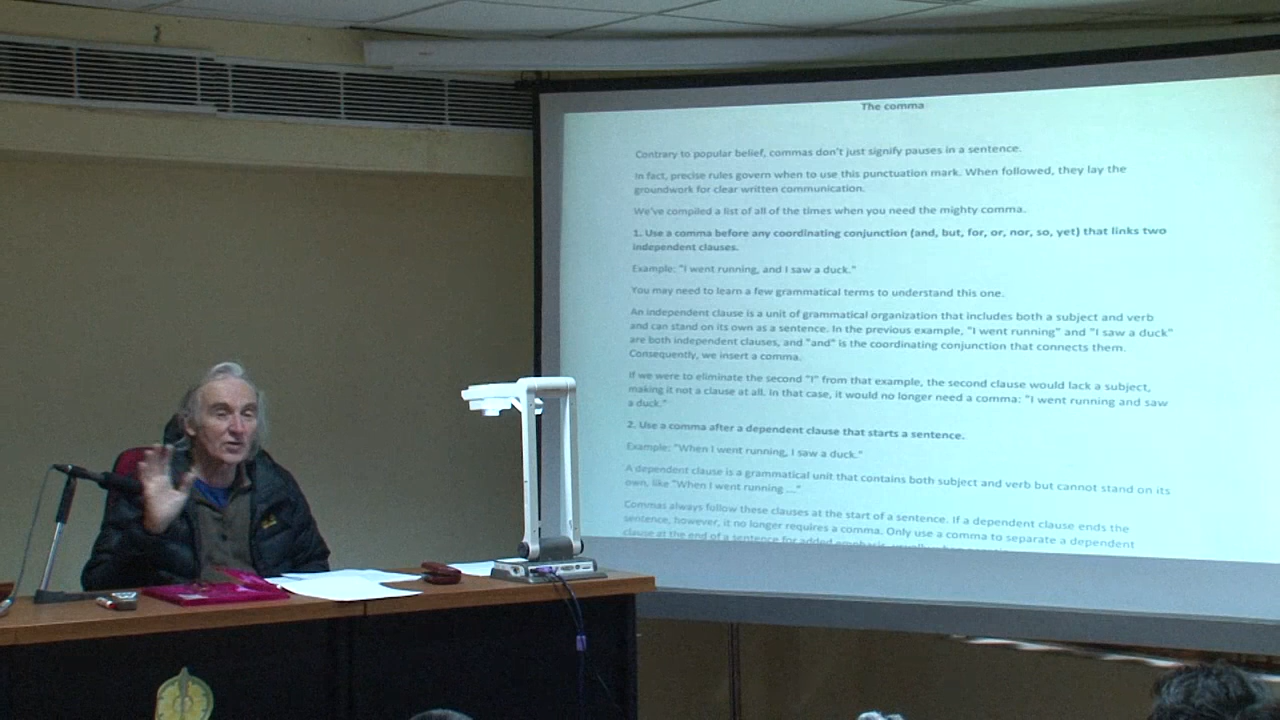 The comma
Contrary to popular belief, commas don't just signify pauses in a sentence.
In fact, precise rules govern when to use this punctuation mark. When followed, they lay the
groundwork for clear written communication.
We've compiled a list of all of the times when you need the mighty comma.
1. Use a comma before any coordinating conjunction (and, but, for, or, nor, so, yet) that links two
independent clauses.
Example: "I went running, and I saw a duck."
You may need to learn a few grammatical terms to understand this one.
An independent clause is a unit of grammatical organization that includes both a subject and verb
and can stand on its own as a sentence. In the previous example, "I went running" and "I saw a duck"
are both independent clauses, and "and" is the coordinating conjunction that connects them.
Consequently, we insert a comma.
If we were to eliminate the second "I" from that example, the second clause would lack a subject,
making it not a clause at all. In that case, it would no longer need a comma: "I went running and saw
a duck."
2. Use a comma after a dependent clause that starts a sentence.
Example: "When I went running, I saw a duck."
A dependent clause is a grammatical unit that contains both subject and verb but cannot stand on its
own, like "When I went running ..."
Commas always follow these clauses at the start of a sentence. If a dependent clause ends the
sentence, however, it no longer requires a comma. Only use a comma to separate a dependent
clause at the end of a sentence for added emphasis, usually